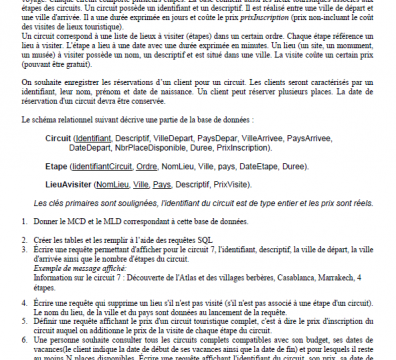 voyage. Chaque circuit comporte plusieurs étapes. La base contient aussi les lieux touristiques associés aux
étapes des circuits. Un circuit possède un identifiant et un descriptif. Il est réalisé entre une ville de départ et
une ville d'arrivée. Il a une durée exprimée en jours et coûte le prix prixInscription (prix non-incluant le coût
des visites de lieux touristique).
Un circuit correspond à une liste de lieux à visiter (étapes) dans un certain ordre. Chaque étape référence un
lieu à visiter. L'étape a lieu à une date avec une durée exprimée en minutes. Un lieu (un site, un monument,
un musée) à visiter possède un nom, un descriptif et est situé dans une ville. La visite coûte un certain prix
(pouvant être gratuit).
On souhaite enregistrer les réservations d'un client pour un circuit. Les clients seront caractérisés par un
identifiant, leur nom, prénom et date de naissance. Un client peut réserver plusieurs places. La date de
réservation d'un circuit devra être conservée.
Le schéma relationnel suivant décrive une partie de la base de données :
Circuit (Identifiant, Descriptif, VilleDepart, PaysDepar, VilleArrivee, PaysArrivee,
DateDepart, NbrPlaceDisponible, Duree, PrixInscription).
Etape (IdentifiantCircuit, Ordre, NomLieu, Ville, pays, DateEtape, Duree).
LieuAvisiter (NomLieu, Ville, Pays, Descriptif, PrixVisite).
Les clés primaires sont soulignées, l'identifiant du circuit est de type entier et les prix sont réels.
1. Donner le MCD et le MLD correspondant à cette base de données.
2. Créer les tables et les remplir à l'aide des requêtes SQL
3. Ecrire une requête permettant d'afficher pour le circuit 7, l'identifiant, descriptif, la ville de départ, la ville
d'arrivée ainsi que le nombre d'étapes du circuit.
Exemple de message affiché:
Information sur le circuit 7 : Découverte de l'Atlas et des villages berbères, Casablanca, Marrakech, 4
étapes.
4. Écrire une requête qui supprime un lieu s'il n'est pas visité (s'il n'est pas associé à une étape d'un circuit).
Le nom du lieu, de la ville et du pays sont données au lancement de la requête.
5. Définir une requête affichant le prix d'un circuit touristique complet, c'est à dire le prix d'inscription du
circuit auquel on additionne le prix de la visite de chaque étape du circuit.
6. Une personne souhaite consulter tous les circuits complets compatibles avec son budget, ses dates de
vacances(le client indique la date de début de ses vacances ainsi que la date de fin) et pour lesquels il reste
au moins N places disponibles. Ecrire une requête affichant l'identifiant du circuit, son prix, sa date de